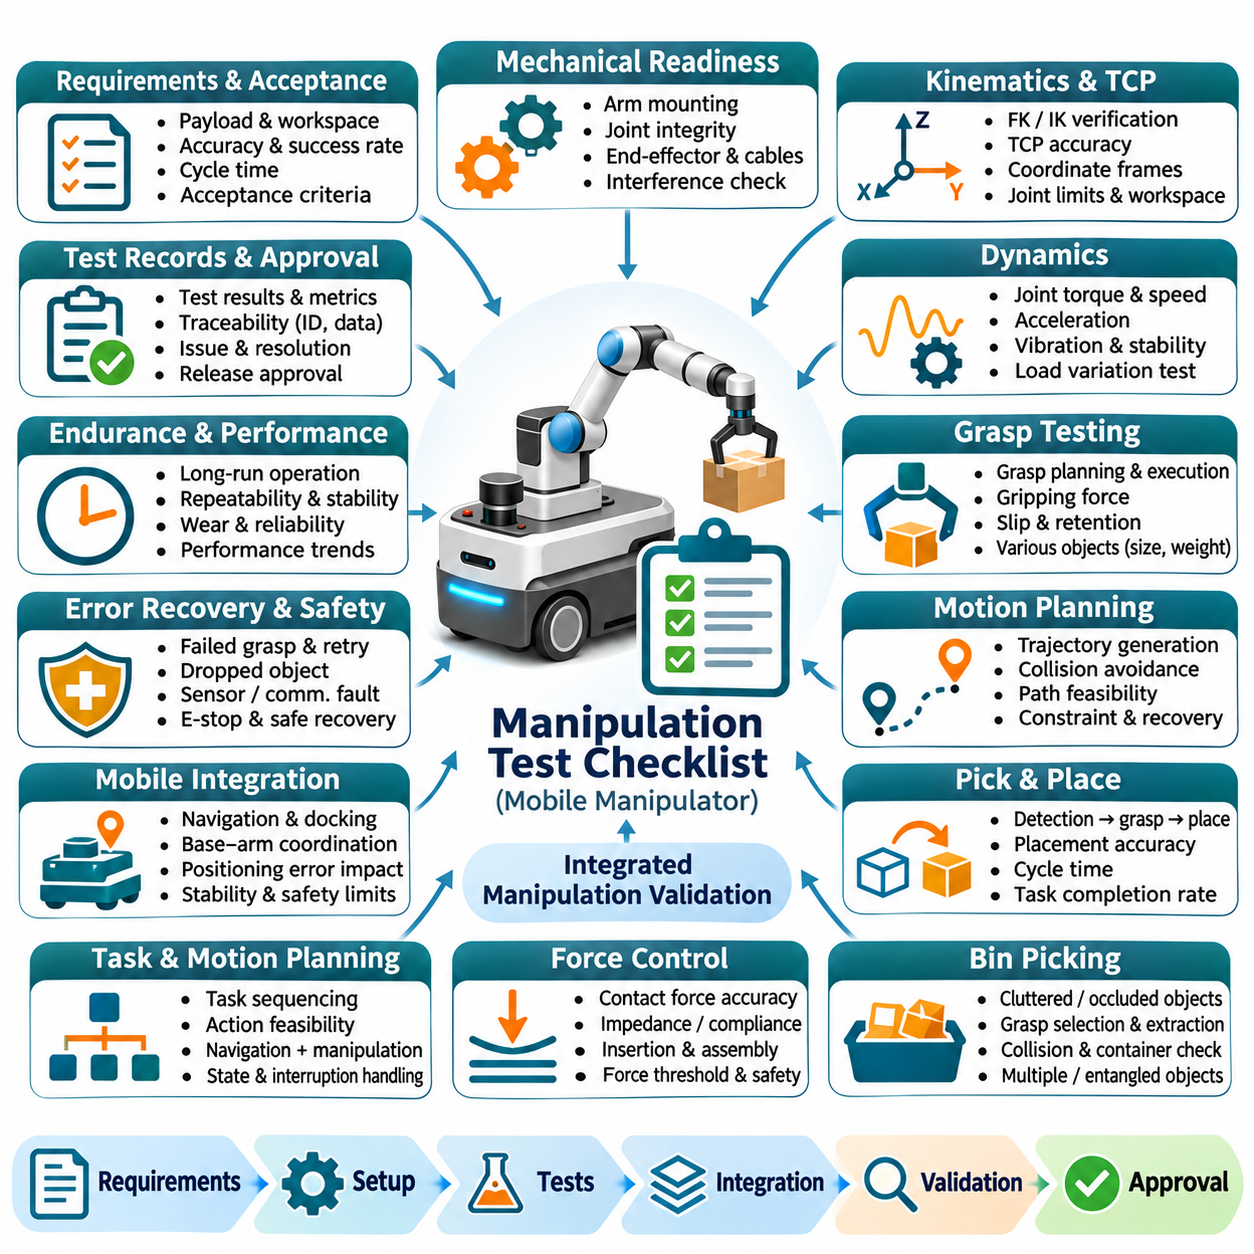 Mechanical Readiness
• Arm mounting
• Joint integrity
• End-effector & cables
• Interference check
Requirements & Acceptance
• Payload & workspace
• Accuracy & success rate
• Cycle time
• Acceptance criteria
Kinematics & TCP
Z
X
Y
• FK / IK verification
• TCP accuracy
• Coordinate frames
• Joint limits & workspace
Test Records & Approval
• Test results & metrics
• Traceability (ID, data)
• Issue & resolution
• Release approval
Dynamics
• Joint torque & speed
• Acceleration
• Vibration & stability
• Load variation test
Endurance & Performance
• Long-run operation
• Repeatability & stability
• Wear & reliability
• Performance trends
Grasp Testing
• Grasp planning & execution
• Gripping force
• Slip & retention
• Various objects (size, weight)
Error Recovery & Safety
• Failed grasp & retry
• Dropped object
• Sensor / comm. fault
• E-stop & safe recovery
Motion Planning
• Trajectory generation
• Collision avoidance
• Path feasibility
• Constraint & recovery
Manipulation
Test Checklist
(Mobile Manipulator)
Integrated
Manipulation Validation
Mobile Integration
• Navigation & docking
• Base–arm coordination
• Positioning error impact
• Stability & safety limits
Pick & Place
• Detection → grasp → place
• Placement accuracy
• Cycle time
• Task completion rate
Task & Motion Planning
• Task sequencing
• Action feasibility
• Navigation + manipulation
• State & interruption handling
Force Control
• Contact force accuracy
• Impedance / compliance
• Insertion & assembly
• Force threshold & safety
Bin Picking
• Cluttered / occluded objects
• Grasp selection & extraction
• Collision & container check
• Multiple / entangled objects
Requirements
Setup
Tests
Integration
Validation
Approval